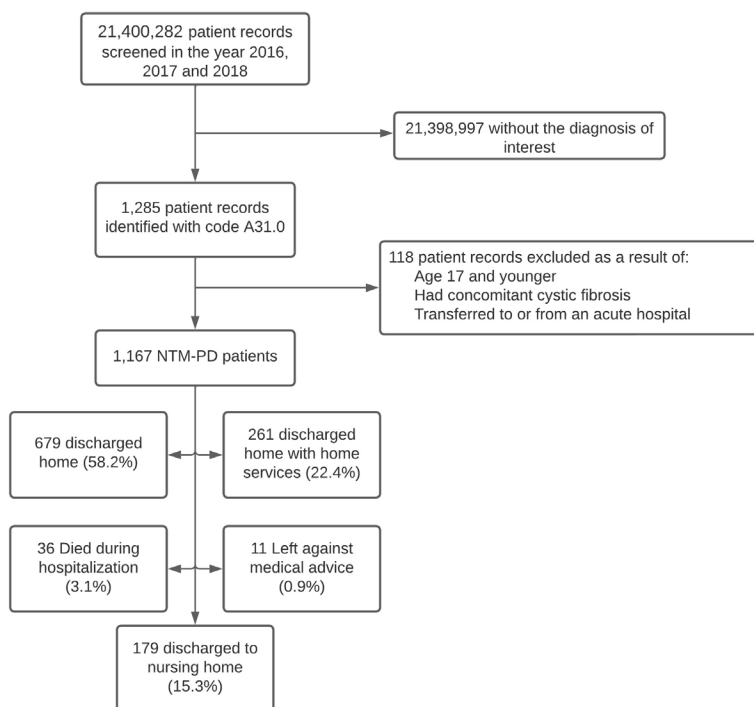 21,400,282 patient records
screened in the year 2016,
2017 and 2018
21,398,997 without the diagnosis of
interest
1,285 patient records
identified with code A31.0
118 patient records excluded as a result of:
Age 17 and younger
Had concomitant cystic fibrosis
Transferred to or from an acute hospital
1,167 NTM-PD patients
679 discharged
home (58.2%)
261 discharged
home with home
services (22.4%)
36 Died during
hospitalization
(3.1%)
11 Left against
medical advice
(0.9%)
179 discharged to
nursing home
(15.3%)